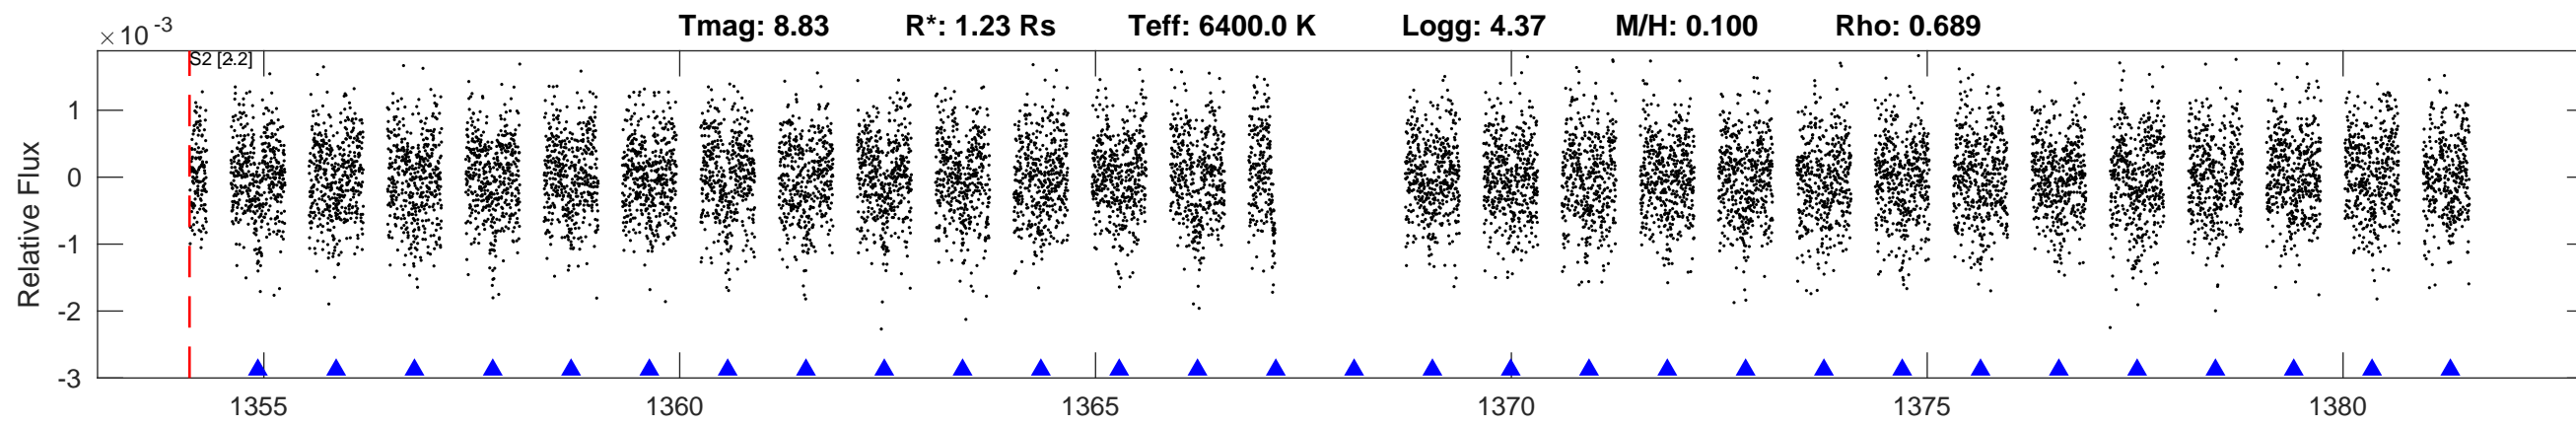 Tmag: 8.83 R*: 1.23 Rs Teff: 6400.0 K Logg: 4.37 M/H: 0.100 Rho: 0.689
×10⁻³
S2 [2.2]
1
0
-1
-2
-3
Relative Flux
1355 1360 1365 1370 1375 1380